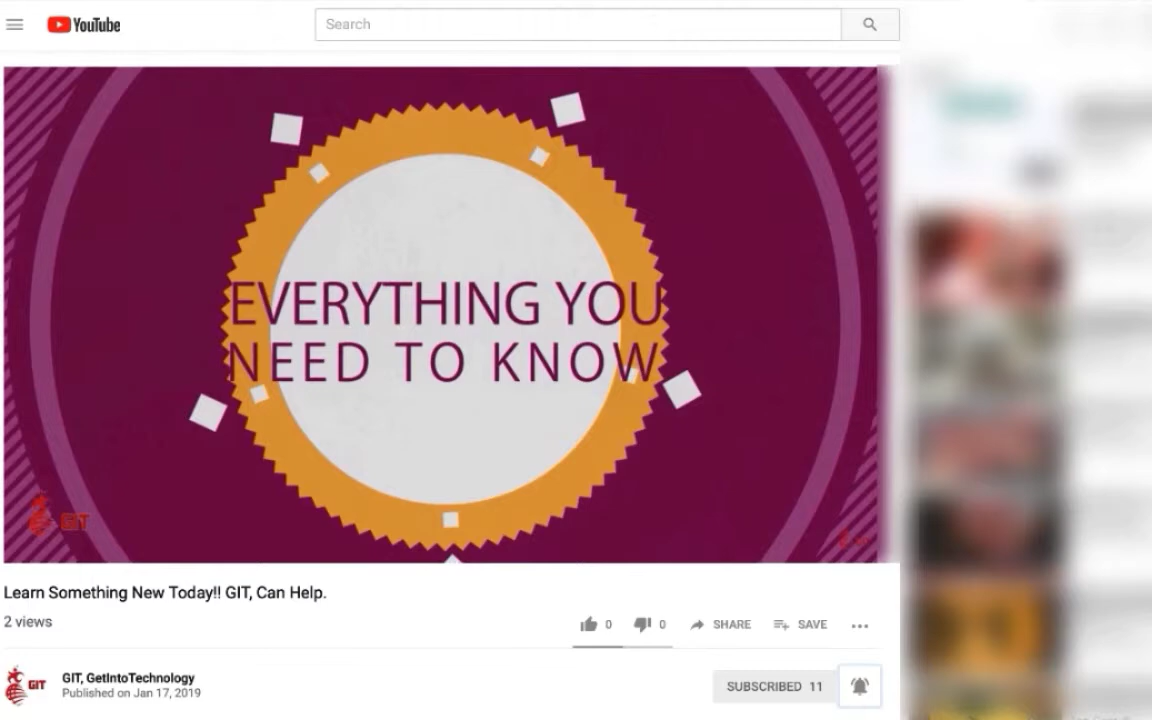 YouTube
Search
EVERYTHING YOU
NEED TO KNOW
GIT
Learn Something New Today!! GIT, Can Help.
2 views
0
0
SHARE
SAVE
GIT
GIT, GetIntoTechnology
Published on Jan 17, 2019
SUBSCRIBED 11